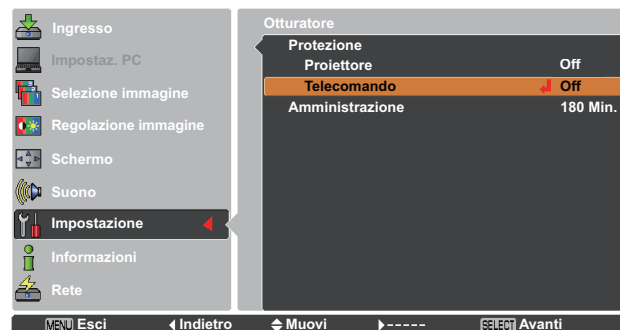 Ingresso
Impostaz. PC
Selezione immagine
Regolazione immagine
Schermo
Suono
Impostazione
Informazioni
Rete
Otturatore
Protezione
Proiettore Off
Telecomando Off
Amministrazione 180 Min.
MENU Esci Indietro Muovi ----- SELECT Avanti